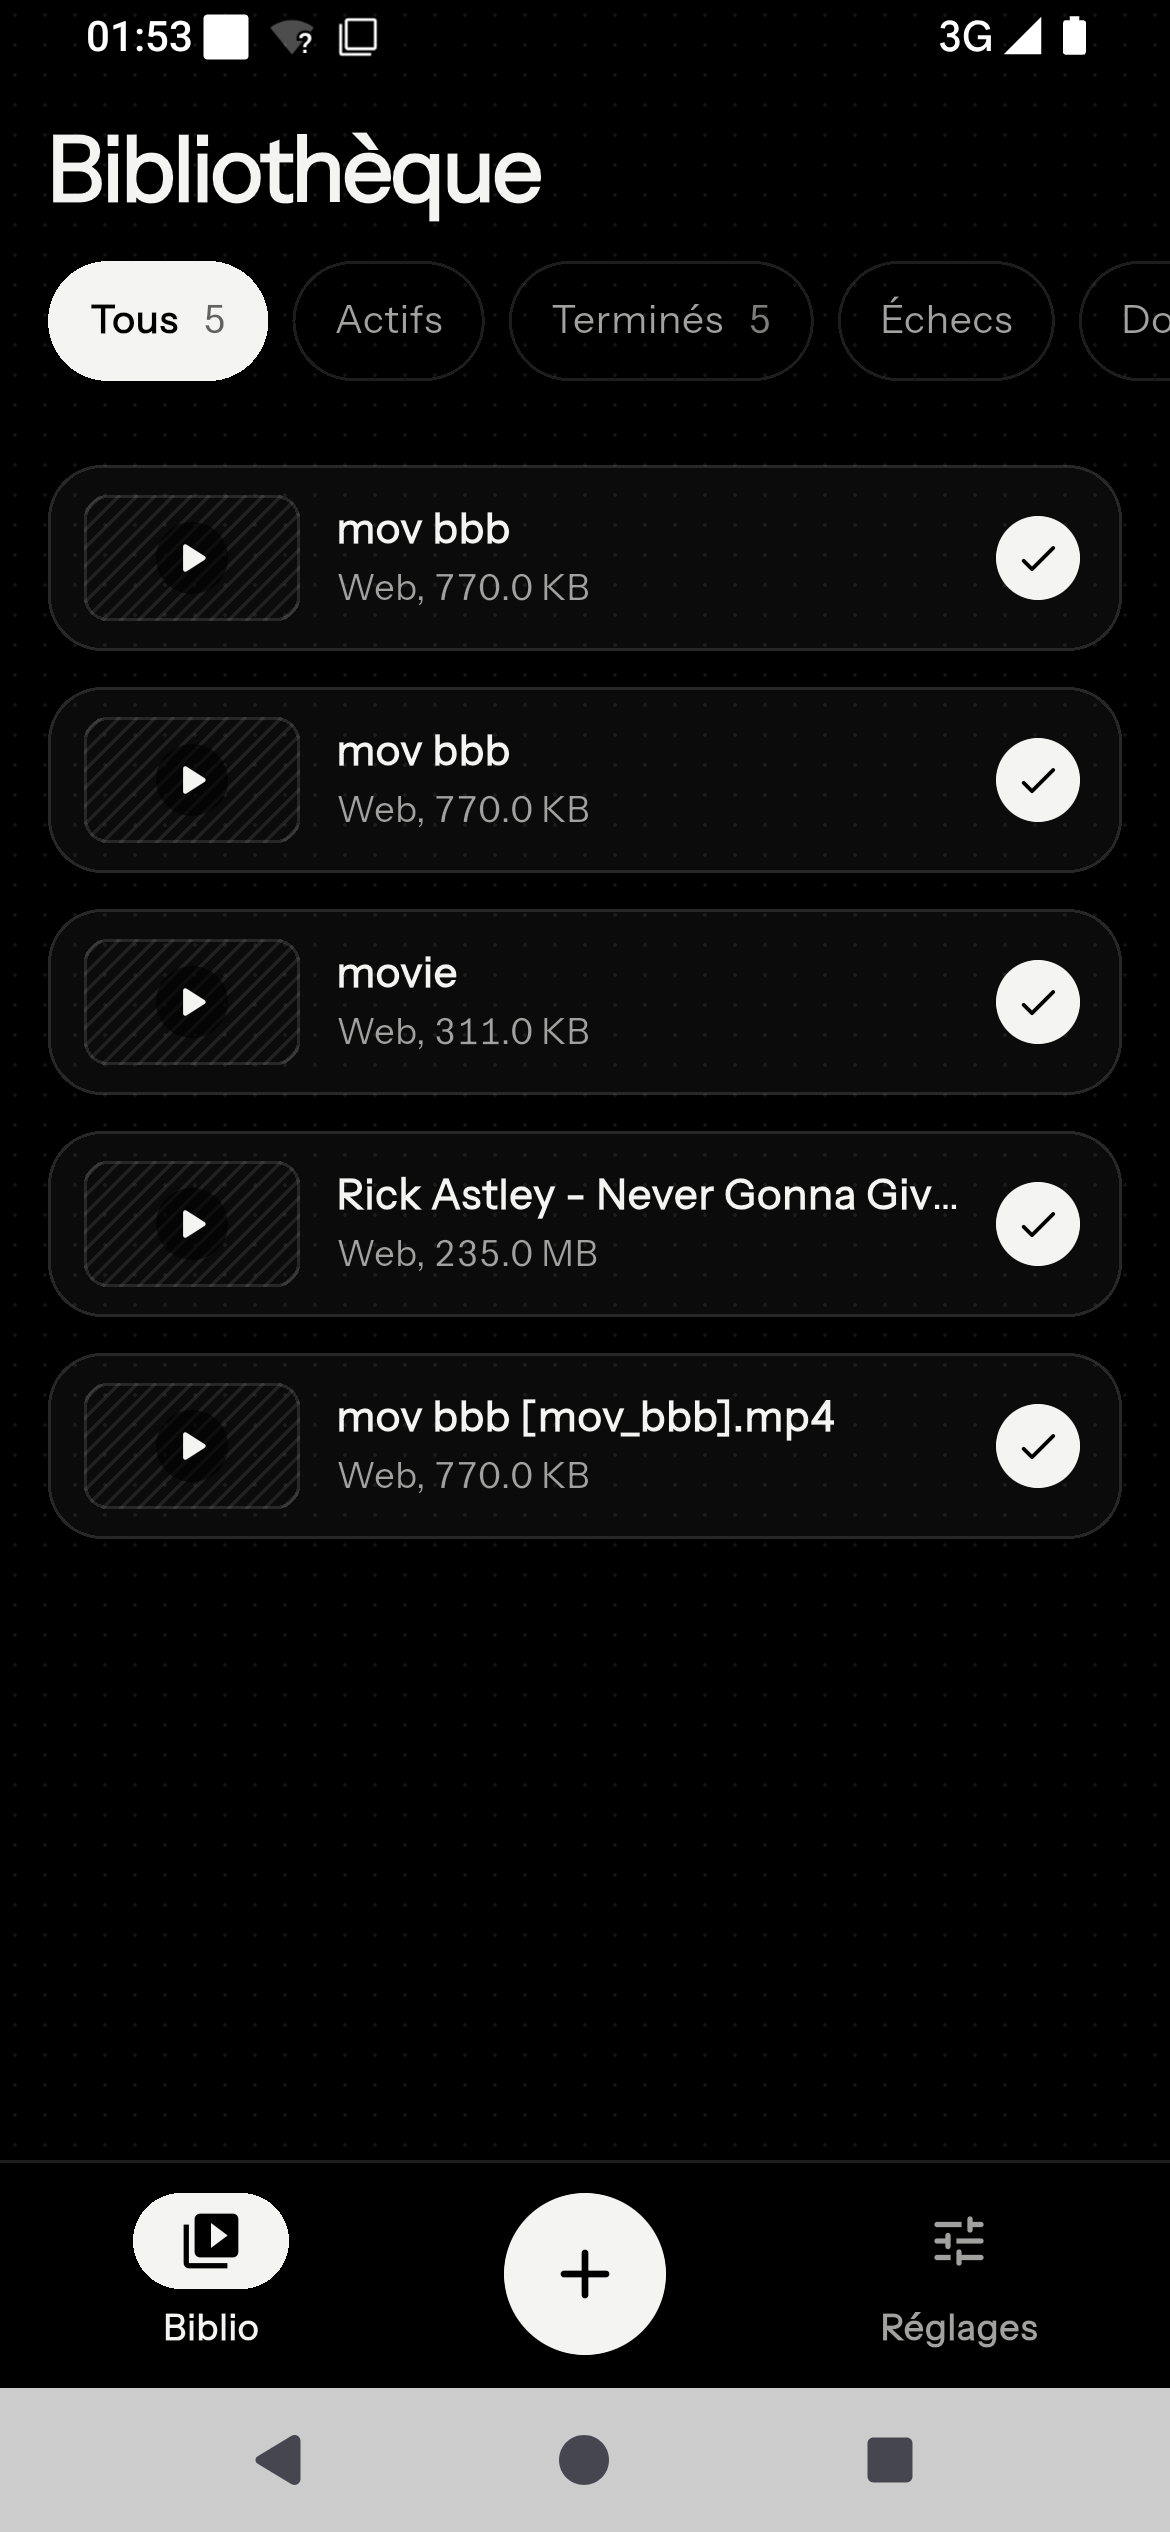 01:53
3G
Bibliothèque
Tous 5
Actifs
Terminés 5
Échecs
Do
mov bbb
Web, 770.0 KB
mov bbb
Web, 770.0 KB
movie
Web, 311.0 KB
Rick Astley - Never Gonna Giv...
Web, 235.0 MB
mov bbb [mov_bbb].mp4
Web, 770.0 KB
Biblio
Réglages